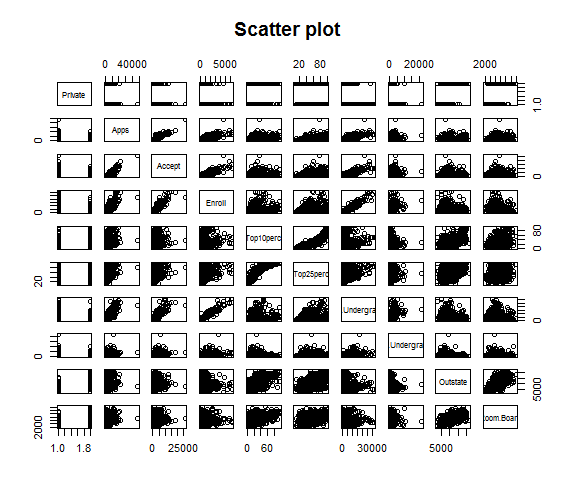 Scatter plot
0 40000 0 5000 20 80 0 20000 2000
Private 1.0
0 Apps
Accept 0
0 Enroll
Top10perc 0 80
20 Top25perc
Undergra 0
0 Undergra
Outstate 5000
2000 oom.Boar
1.0 1.8 0 25000 0 60 0 30000 5000